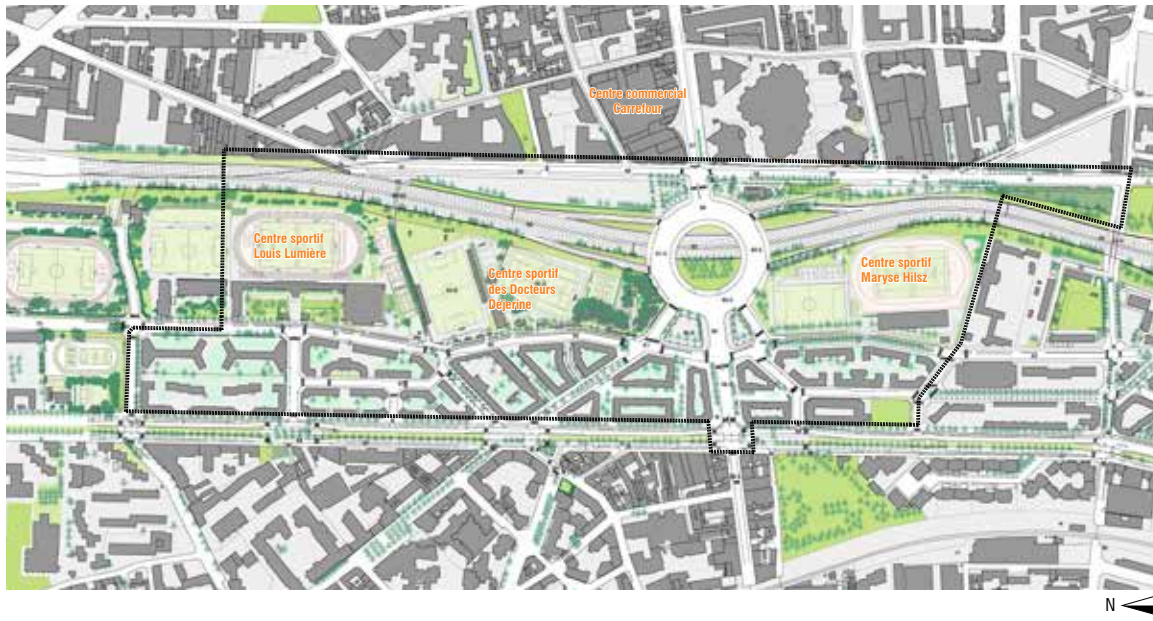 Centre commercial
Carrefour
Centre sportif
Louis Lumière
Centre sportif
des Docteurs
Déjerine
Centre sportif
Maryse Hilsz
N